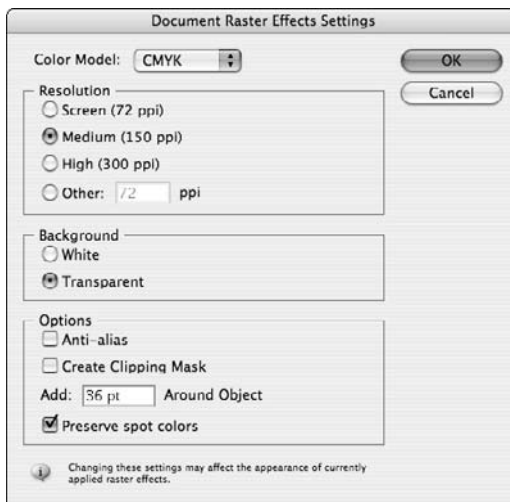 Document Raster Effects Settings
Color Model: CMYK
OK
Cancel
Resolution
Screen (72 ppi)
Medium (150 ppi)
High (300 ppi)
Other: 72 ppi
Background
White
Transparent
Options
Anti-alias
Create Clipping Mask
Add: 36 pt Around Object
Preserve spot colors
Changing these settings may affect the appearance of currently
applied raster effects.